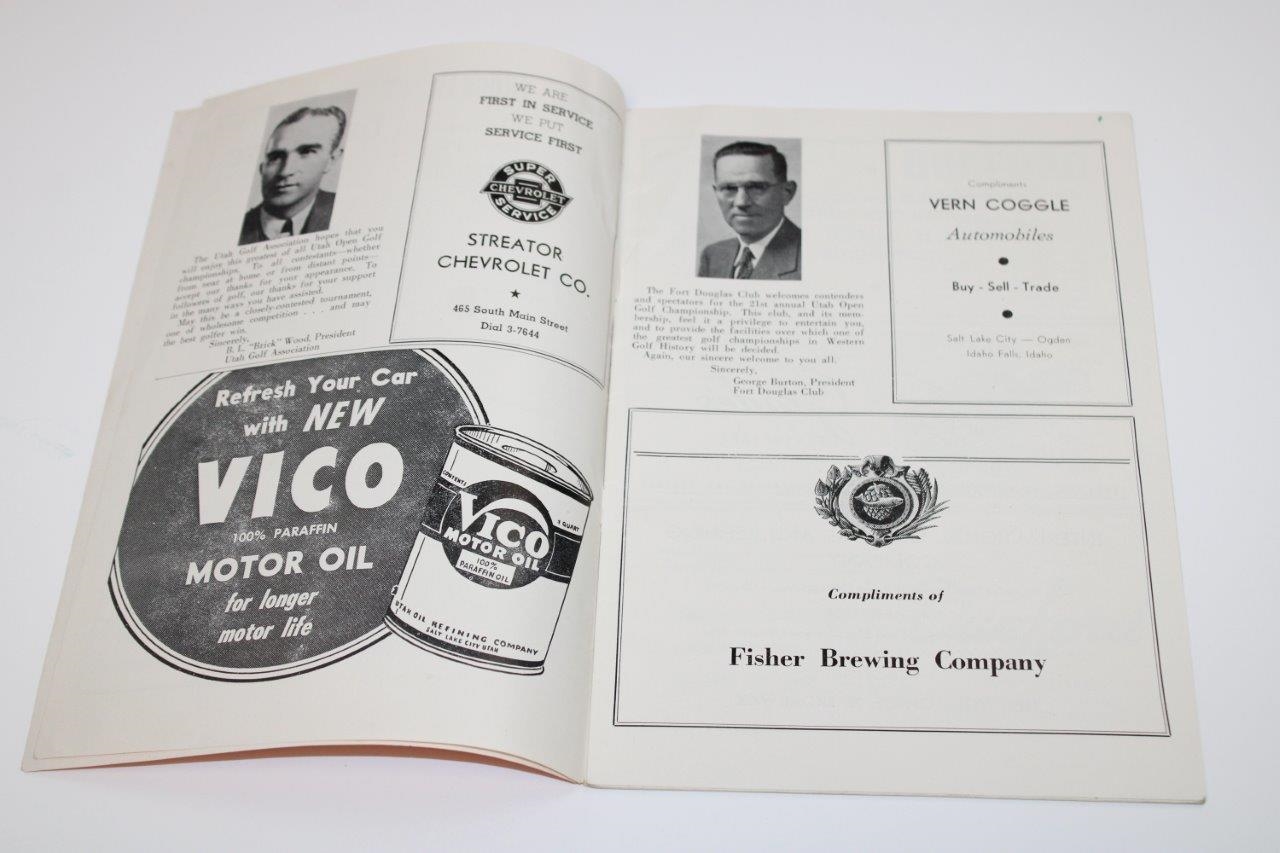 The Utah Golf Association hopes that you
will enjoy this greatest of all Utah Open Golf
championships. To all contestants—whether
from near at home or from distant points—
accept our thanks for your appearance. To
followers of golf, our thanks for your support
in the many ways you have assisted.
May this be a closely-contested tournament,
one of wholesome competition . . . and may
the best golfer win.
Sincerely,
B. L. "Brick" Wood, President
Utah Golf Association
WE ARE
FIRST IN SERVICE
WE PUT
SERVICE FIRST
SUPER
CHEVROLET
SERVICE
STREATOR
CHEVROLET CO.
465 South Main Street
Dial 3-7644
Refresh Your Car
with NEW
VICO
100% PARAFFIN
MOTOR OIL
for longer
motor life
CONTENTS
1 QUART
VICO
MOTOR OIL
100%
PARAFFIN OIL
UTAH OIL REFINING COMPANY
SALT LAKE CITY UTAH
The Fort Douglas Club welcomes contenders
and spectators for the 21st annual Utah Open
Golf Championship. This club, and its mem-
bership, feel it a privilege to entertain you,
and to provide the facilities over which one of
the greatest golf championships in Western
Golf History will be decided.
Again, our sincere welcome to you all.
Sincerely,
George Burton, President
Fort Douglas Club
Compliments
VERN COGGLE
Automobiles
Buy - Sell - Trade
Salt Lake City — Ogden
Idaho Falls, Idaho
Compliments of
Fisher Brewing Company